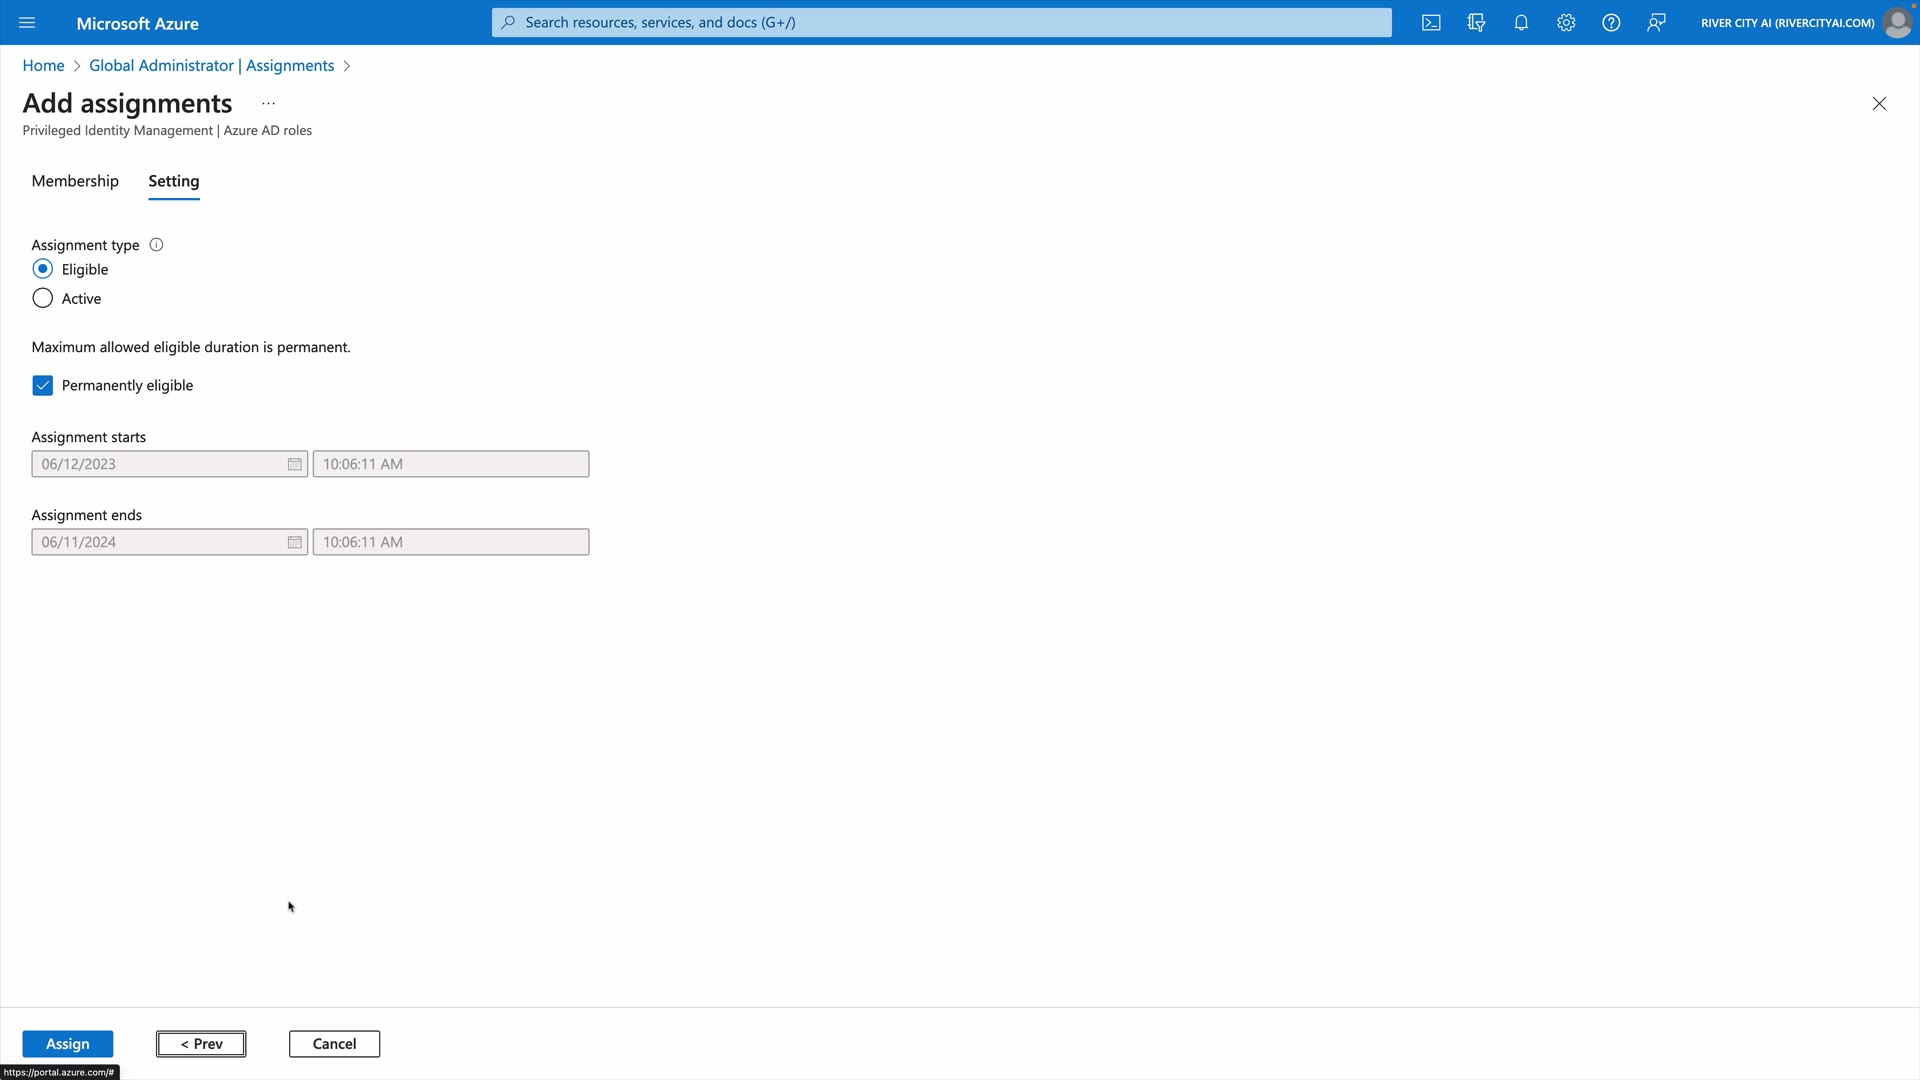 Microsoft Azure
Search resources, services, and docs (G+/)
RIVER CITY AI (RIVERCITYAI.COM)
Home > Global Administrator | Assignments >
Add assignments ...
Privileged Identity Management | Azure AD roles
Membership Setting
Assignment type
Eligible
Active
Maximum allowed eligible duration is permanent.
Permanently eligible
Assignment starts
06/12/2023 10:06:11 AM
Assignment ends
06/11/2024 10:06:11 AM
Assign < Prev Cancel
https://portal.azure.com/#